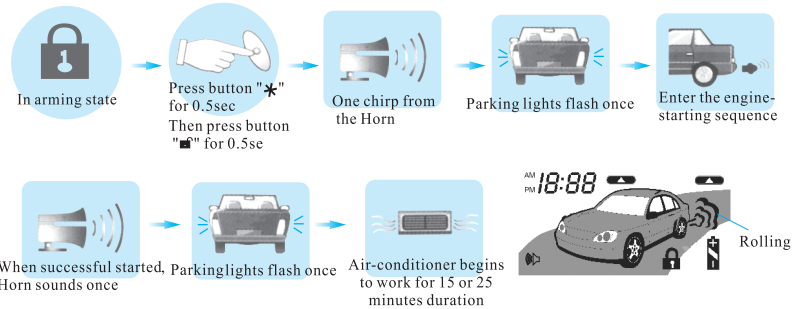 1
In arming state
Press button "*"
for 0.5sec
Then press button
" " for 0.5se
One chirp from
the Horn
Parking lights flash once
Enter the engine-
starting sequence
When successful started,
Horn sounds once
Parkinglights flash once
Air-conditioner begins
to work for 15 or 25
minutes duration
AM
PM 18:88
Rolling